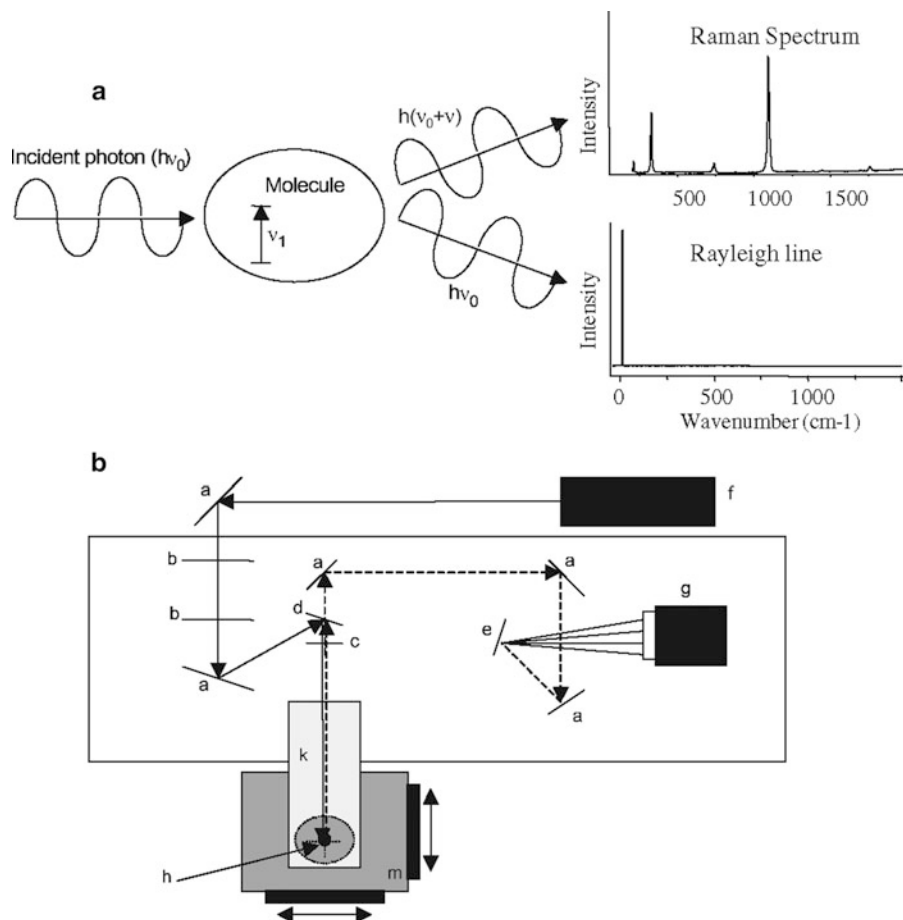 a
Incident photon (hν₀)
Molecule
ν₁
h(ν₀+ν)
hν₀
Raman Spectrum
Intensity
500 1000 1500
Rayleigh line
Intensity
0 500 1000
Wavenumber (cm-1)
b
a
f
b
a
a
g
d
b
c
e
a
a
k
h
m